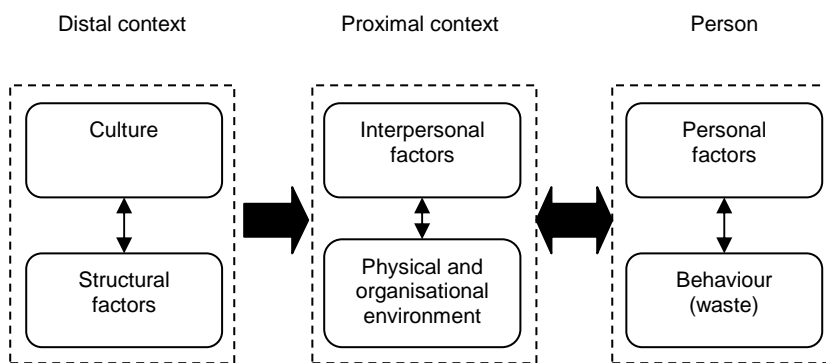 Distal context
Proximal context
Person
Culture
Interpersonal
factors
Personal
factors
Structural
factors
Physical and
organisational
environment
Behaviour
(waste)